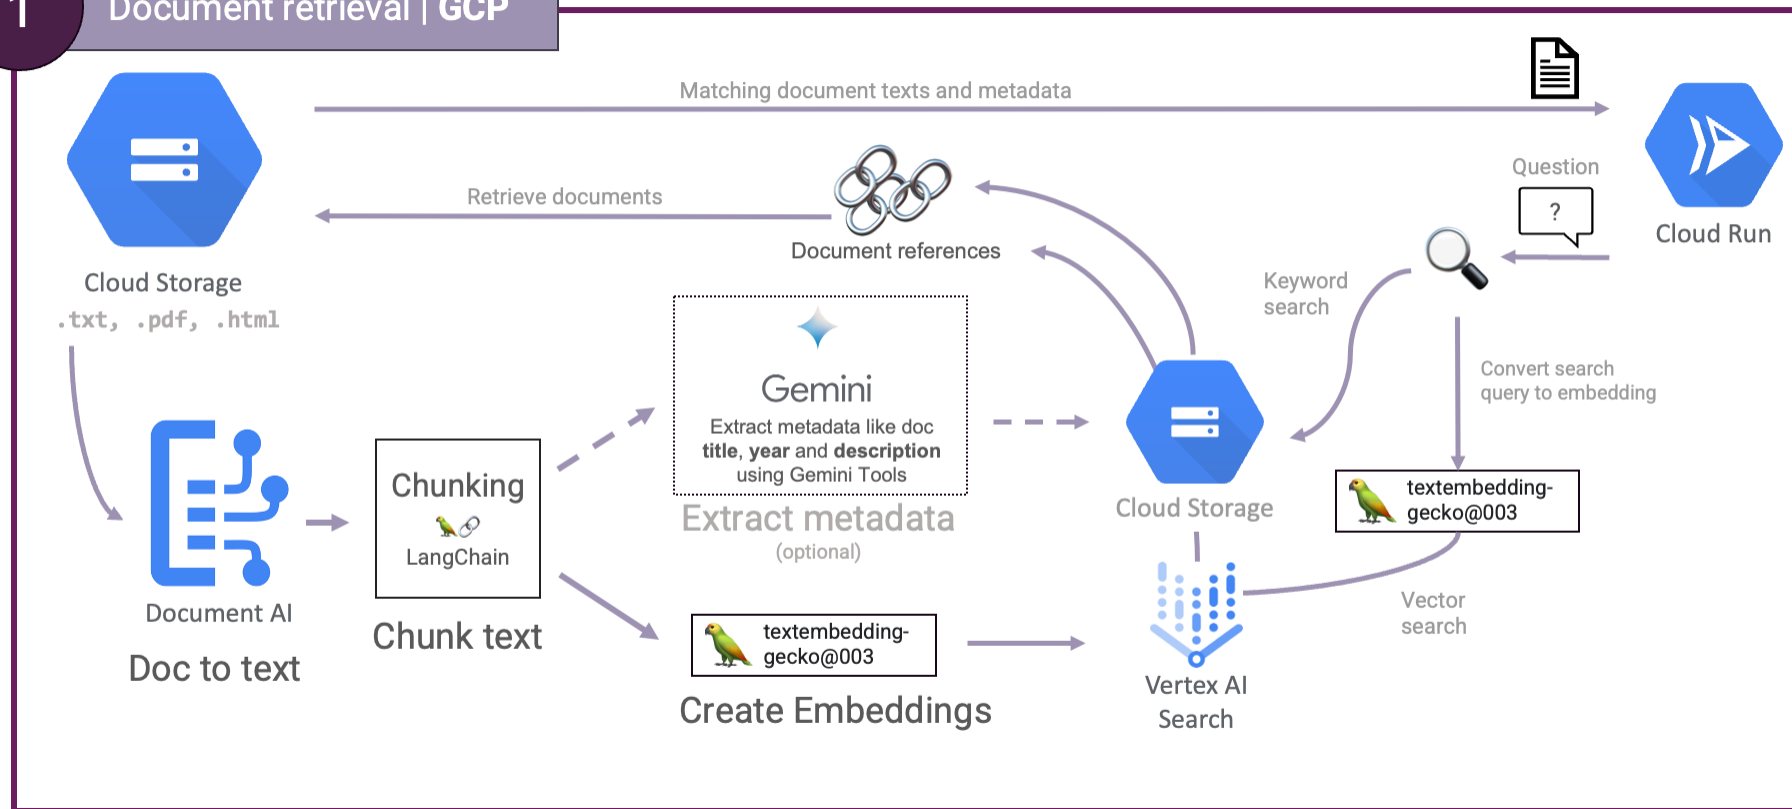 1
Document retrieval | GCP
Matching document texts and metadata
Question
?
Cloud Run
Retrieve documents
Document references
Cloud Storage
.txt, .pdf, .html
Keyword
search
Convert search
query to embedding
Gemini
Extract metadata like doc
title, year and description
using Gemini Tools
Extract metadata
(optional)
Chunking
LangChain
Chunk text
Document AI
Doc to text
Cloud Storage
textembedding-
gecko@003
Vector
search
textembedding-
gecko@003
Create Embeddings
Vertex AI
Search